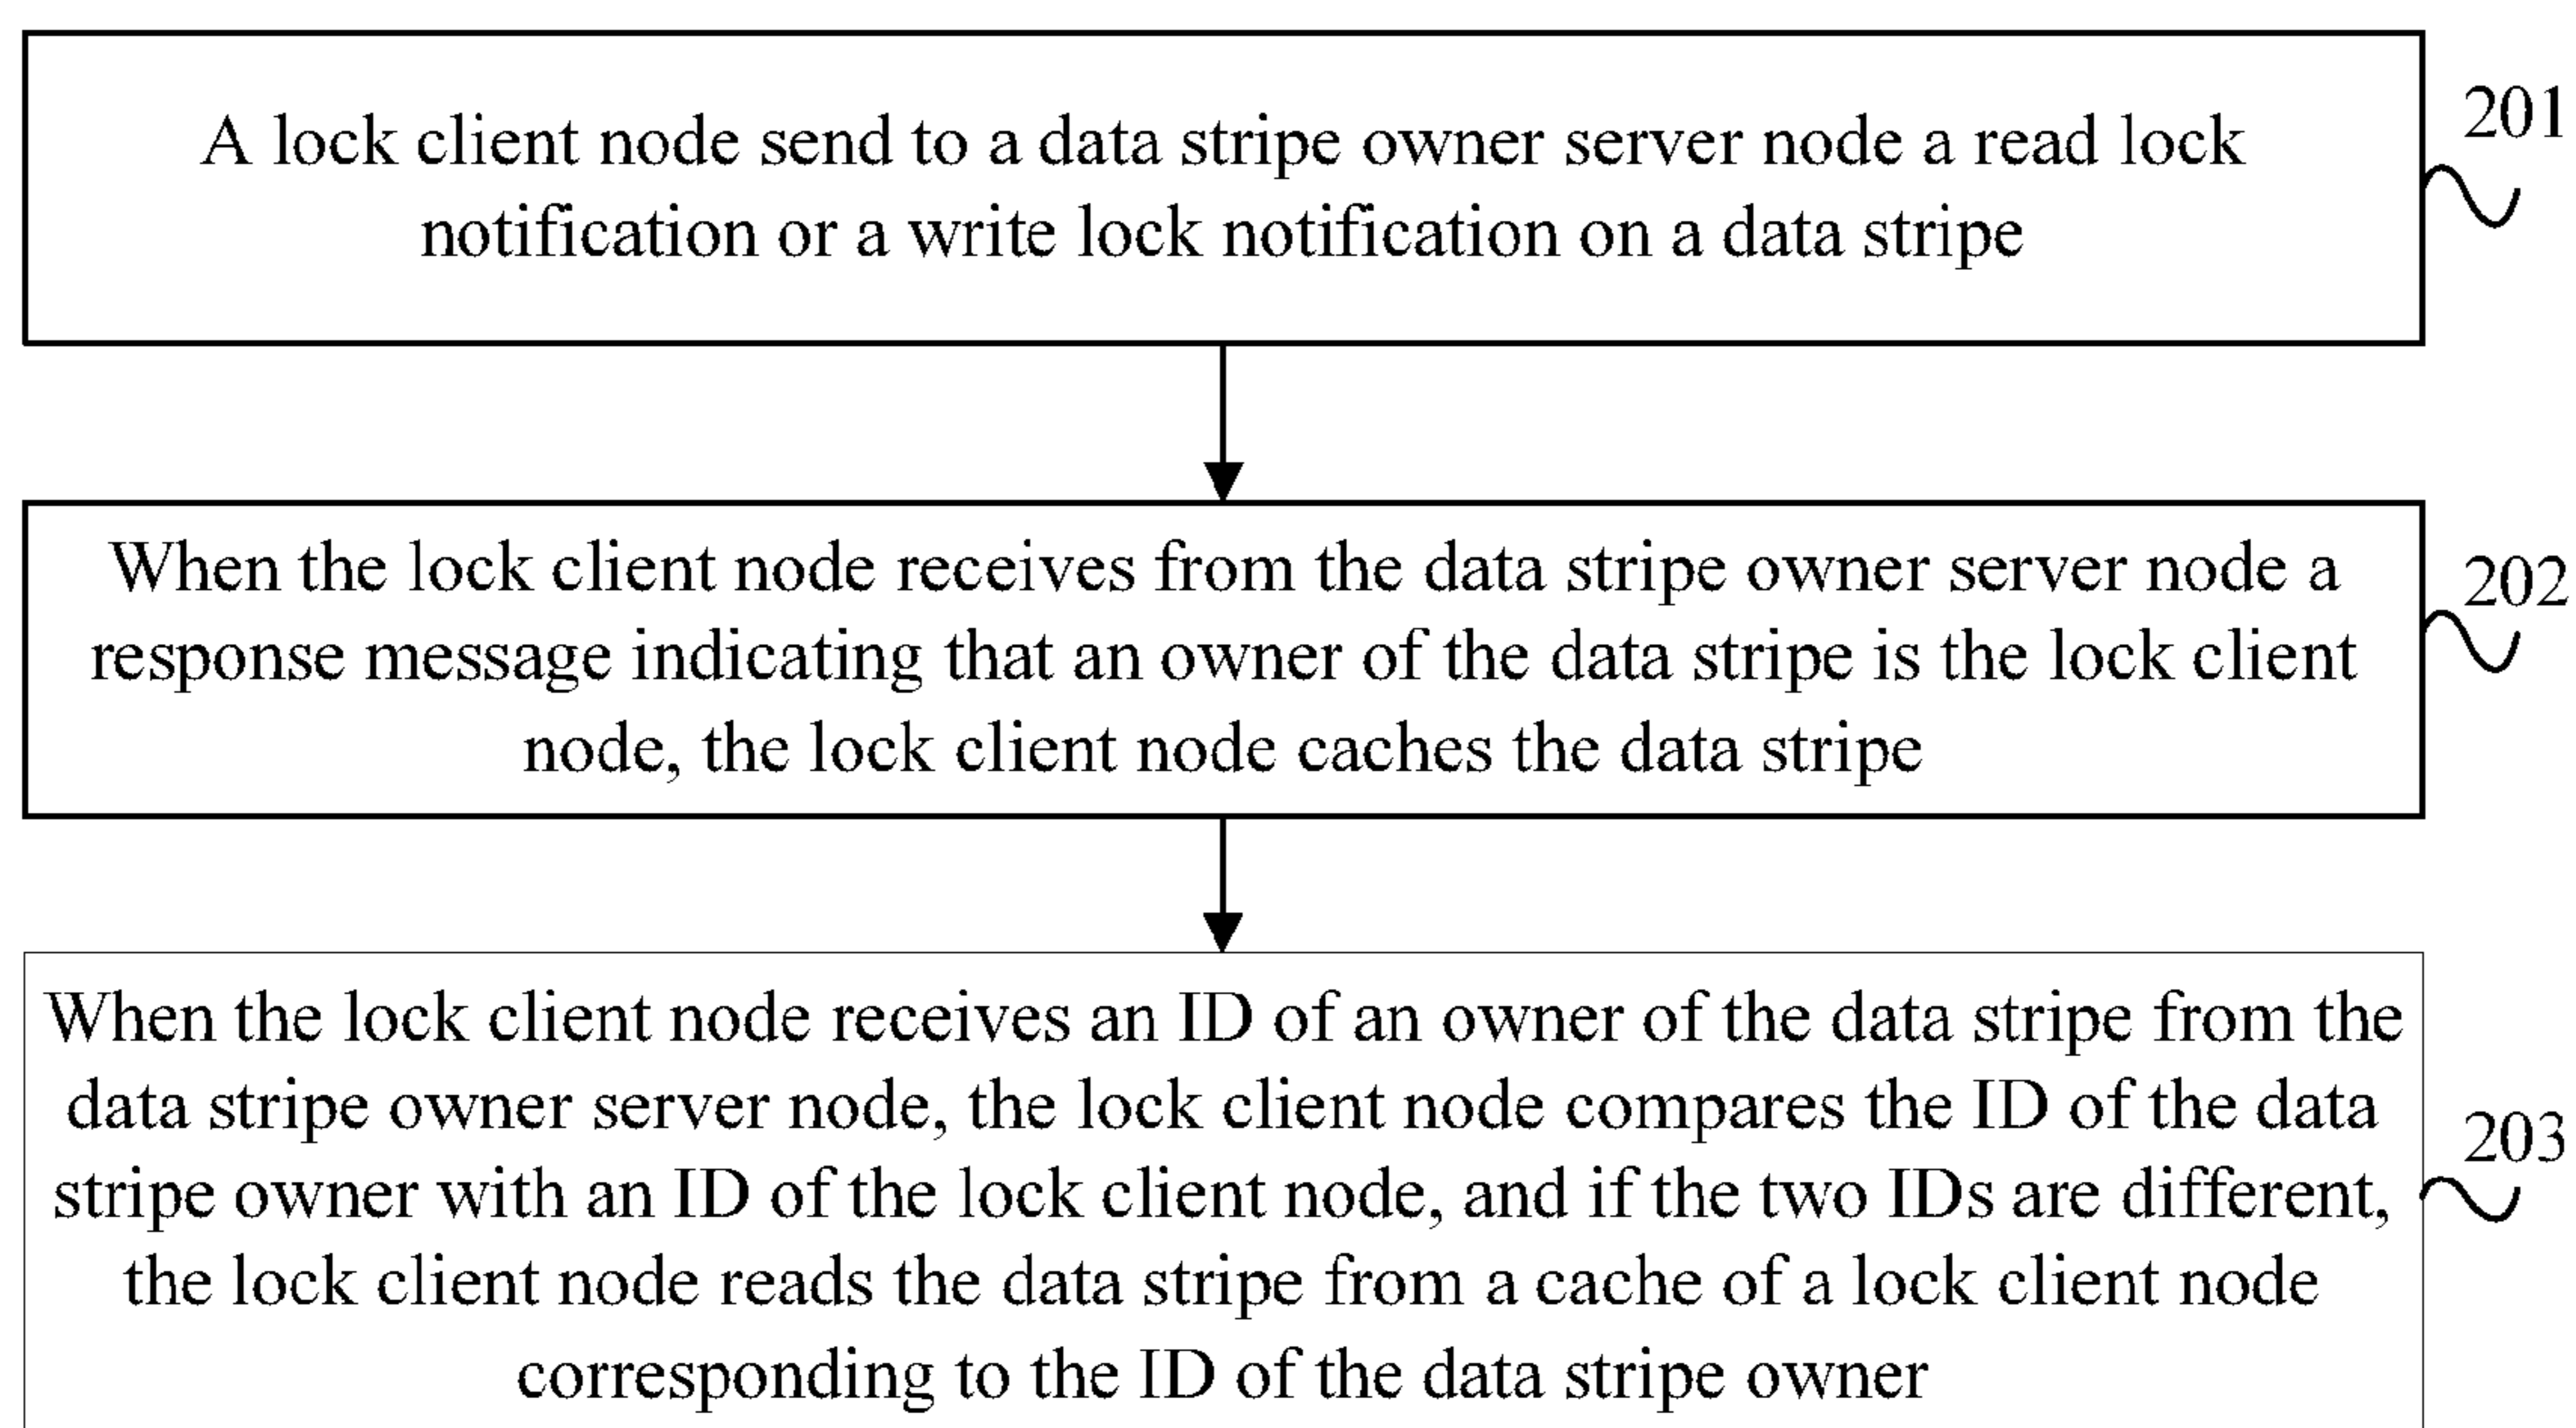 A lock client node send to a data stripe owner server node a read lock
notification or a write lock notification on a data stripe
201
When the lock client node receives from the data stripe owner server node a
response message indicating that an owner of the data stripe is the lock client
node, the lock client node caches the data stripe
202
When the lock client node receives an ID of an owner of the data stripe from the
data stripe owner server node, the lock client node compares the ID of the data
stripe owner with an ID of the lock client node, and if the two IDs are different,
the lock client node reads the data stripe from a cache of a lock client node
corresponding to the ID of the data stripe owner
203